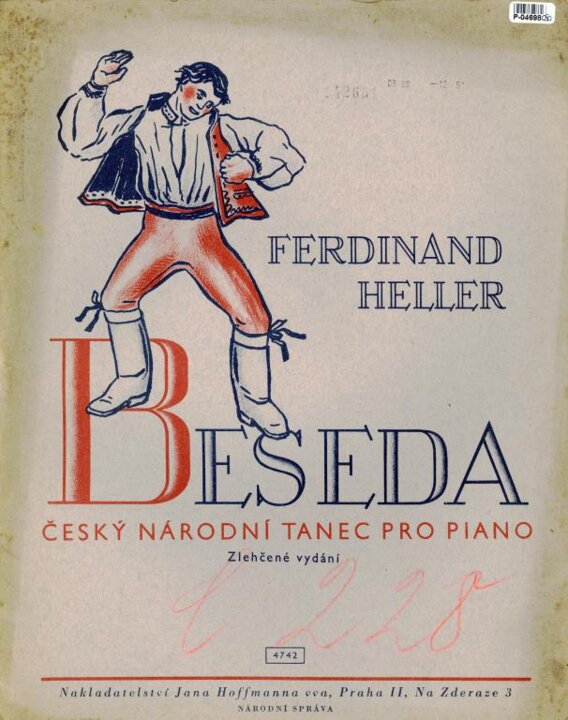 P-04698
FERDINAND
HELLER
BESEDA
ČESKÝ NÁRODNÍ TANEC PRO PIANO
Zlehčené vydání
t 228
4742
Nakladatelství Jana Hoffmanna vva, Praha II, Na Zderaze 3
NÁRODNÍ SPRÁVA